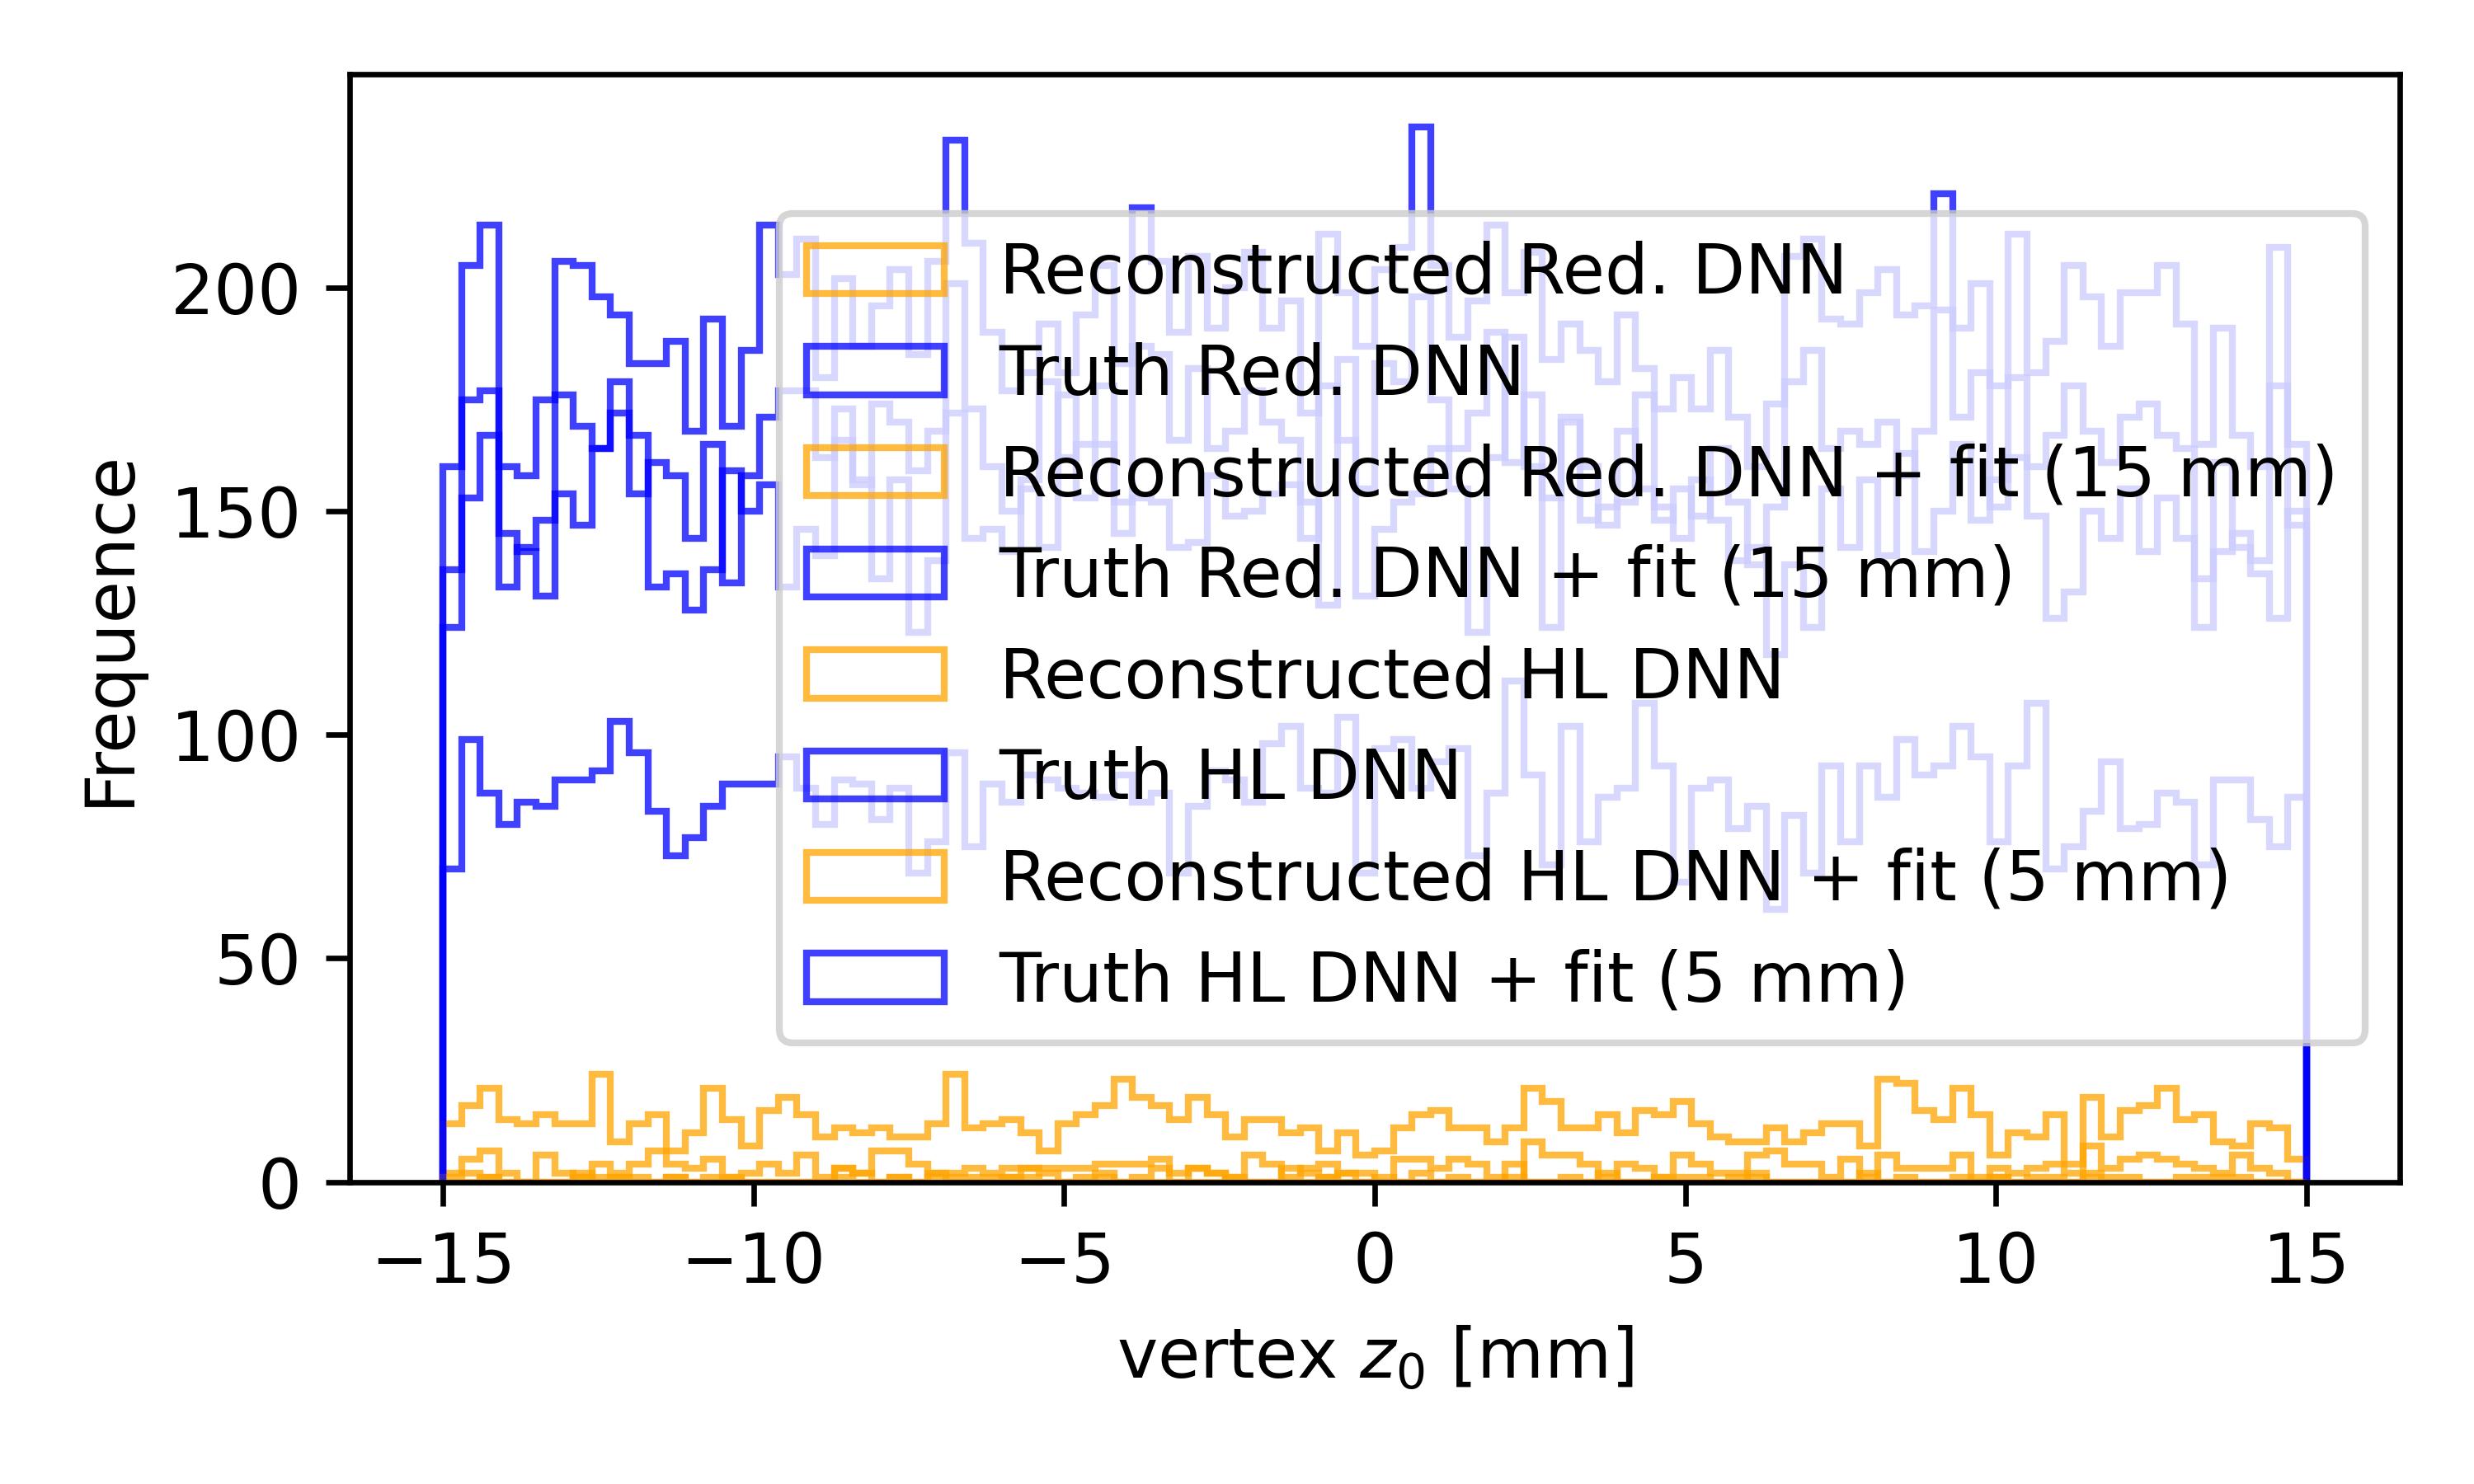 Frequence
200
150
100
50
0
Reconstructed Red. DNN
Truth Red. DNN
Reconstructed Red. DNN + fit (15 mm)
Truth Red. DNN + fit (15 mm)
Reconstructed HL DNN
Truth HL DNN
Reconstructed HL DNN + fit (5 mm)
Truth HL DNN + fit (5 mm)
−15 −10 −5 0 5 10 15
vertex z₀ [mm]